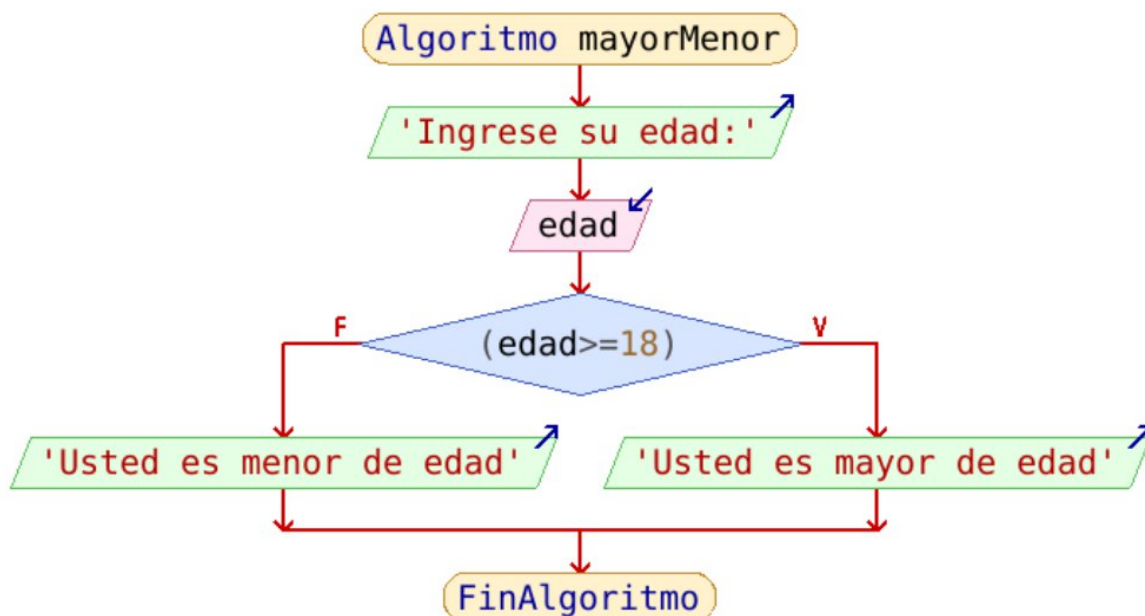 Algoritmo mayorMenor
'Ingrese su edad:'
edad
F
V
(edad>=18)
'Usted es menor de edad'
'Usted es mayor de edad'
FinAlgoritmo